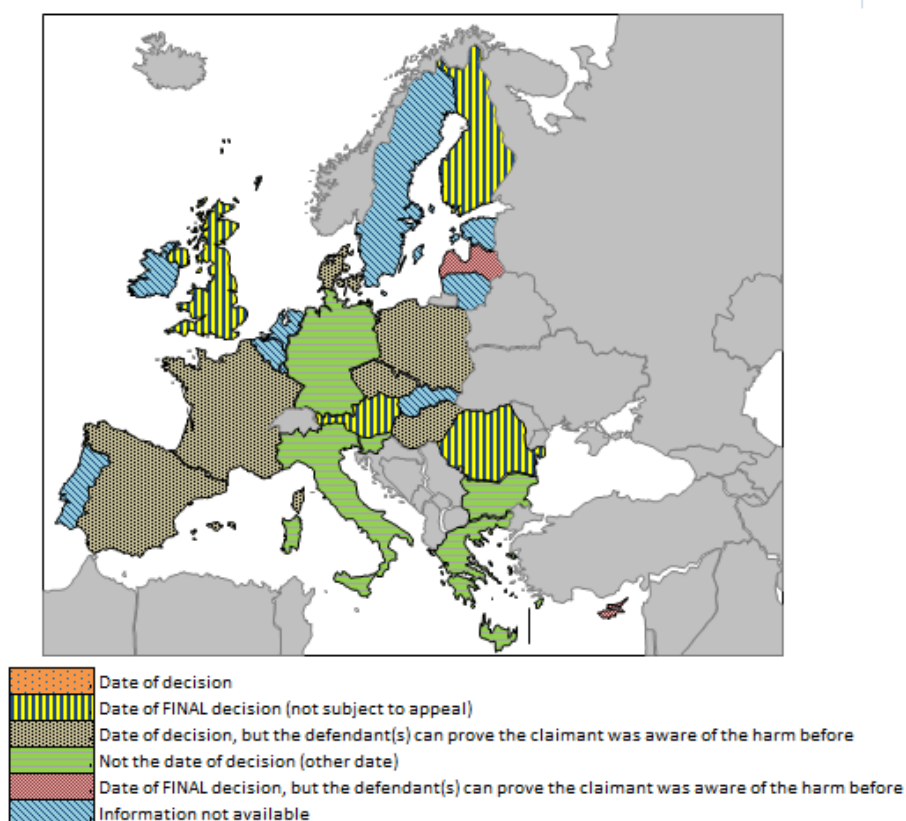 Date of decision
Date of FINAL decision (not subject to appeal)
Date of decision, but the defendant(s) can prove the claimant was aware of the harm before
Not the date of decision (other date)
Date of FINAL decision, but the defendant(s) can prove the claimant was aware of the harm before
Information not available